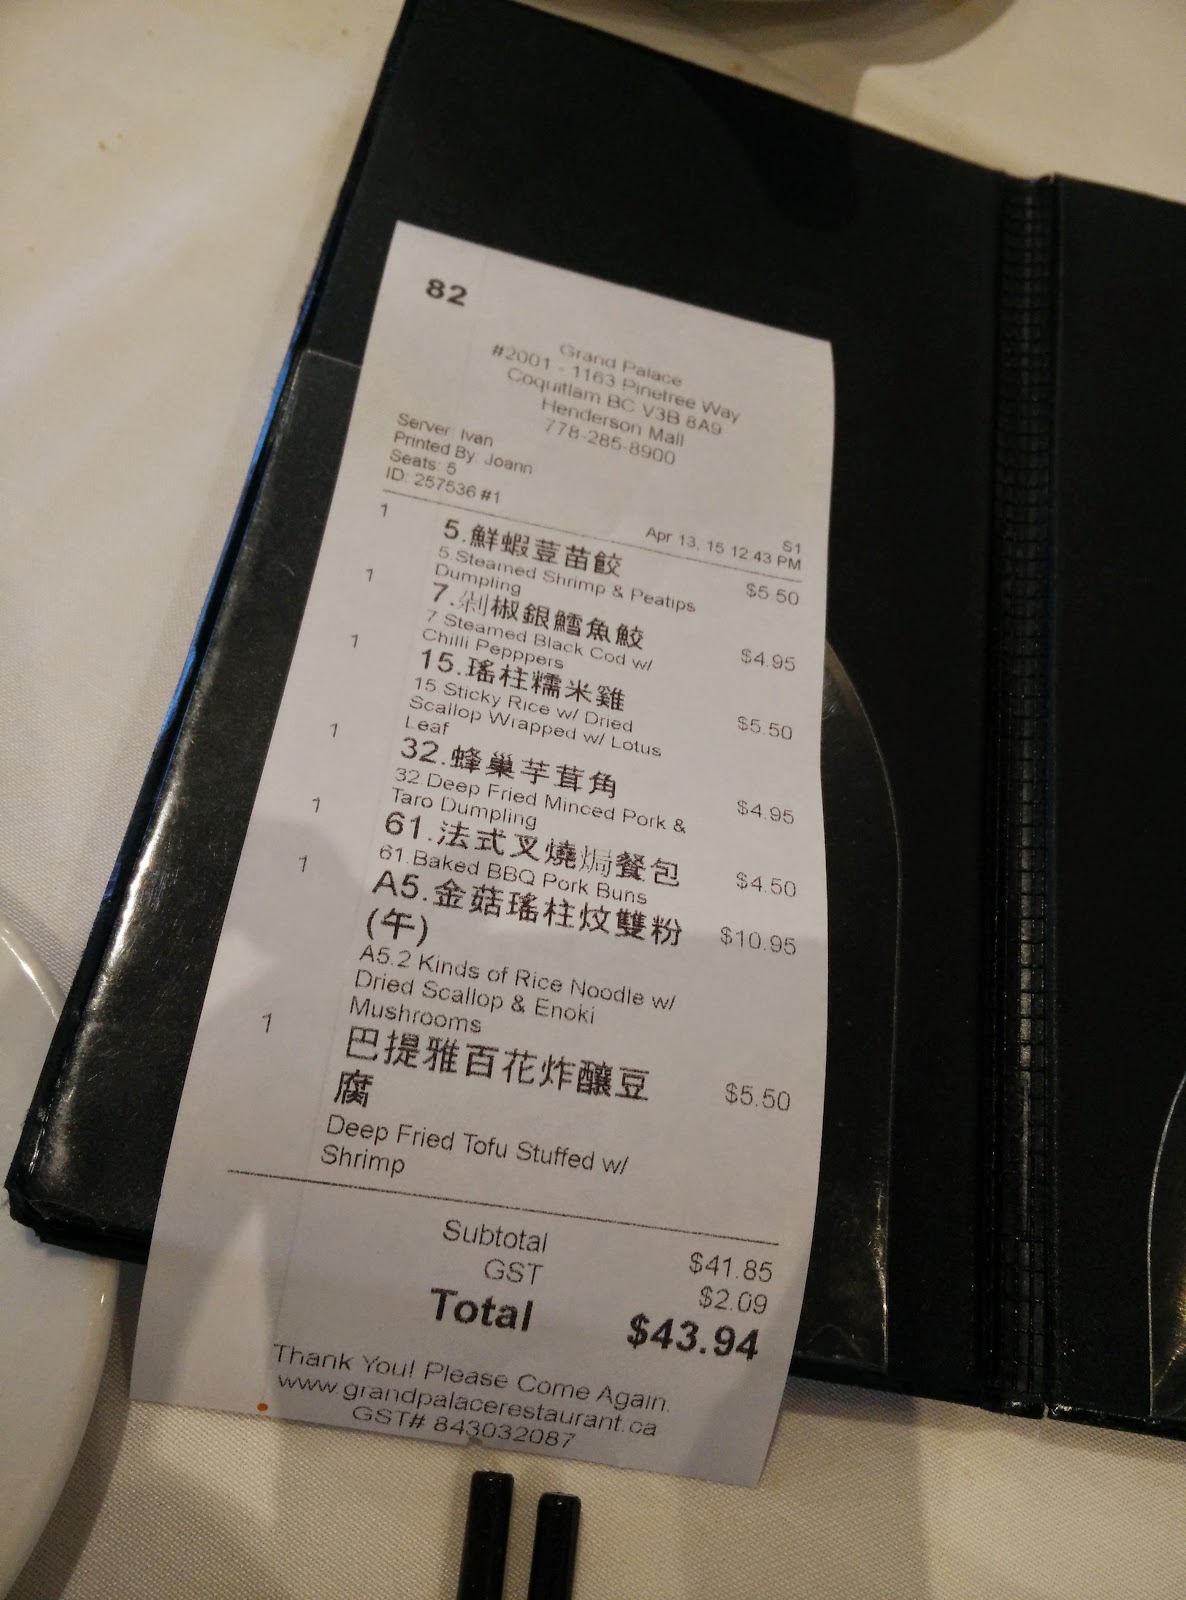 82
Grand Palace
#2001 - 1163 Pinetree Way
Coquitlam BC V3B 8A9
Henderson Mall
778-285-8900
Server: Ivan
Printed By: Joann
Seats: 5
ID: 257536 #1
S1
Apr 13, 15 12:43 PM
1 5.鮮蝦荳苗餃 $5.50
5.Steamed Shrimp & Peatips
Dumpling
1 7.剁椒銀鱈魚餃 $4.95
7 Steamed Black Cod w/
Chilli Pepppers
1 15.瑤柱糯米雞 $5.50
15.Sticky Rice w/ Dried
Scallop Wrapped w/ Lotus
Leaf
1 32.蜂巢芋茸角 $4.95
32.Deep Fried Minced Pork &
Taro Dumpling
1 61.法式叉燒焗餐包 $4.50
61.Baked BBQ Pork Buns
1 A5.金菇瑤柱炆雙粉 $10.95
(午)
A5.2 Kinds of Rice Noodle w/
Dried Scallop & Enoki
Mushrooms
1 巴提雅百花炸釀豆 $5.50
腐
Deep Fried Tofu Stuffed w/
Shrimp
Subtotal $41.85
GST $2.09
Total $43.94
Thank You! Please Come Again.
www.grandpalacerestaurant.ca
GST# 843032087